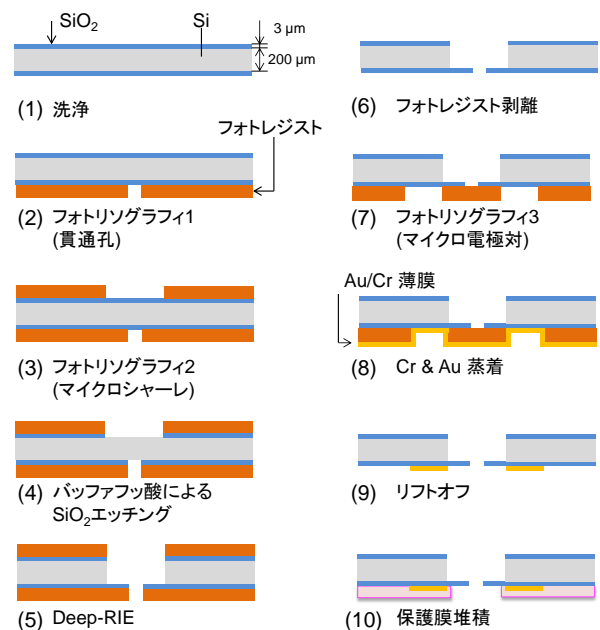 SiO2
Si
3 µm
200 µm
(1) 洗浄
フォトレジスト
(2) フォトリソグラフィ1
(貫通孔)
(3) フォトリソグラフィ2
(マイクロシャーレ)
(4) バッファフッ酸による
SiO2エッチング
(5) Deep-RIE
(6) フォトレジスト剥離
(7) フォトリソグラフィ3
(マイクロ電極対)
Au/Cr 薄膜
(8) Cr & Au 蒸着
(9) リフトオフ
(10) 保護膜堆積